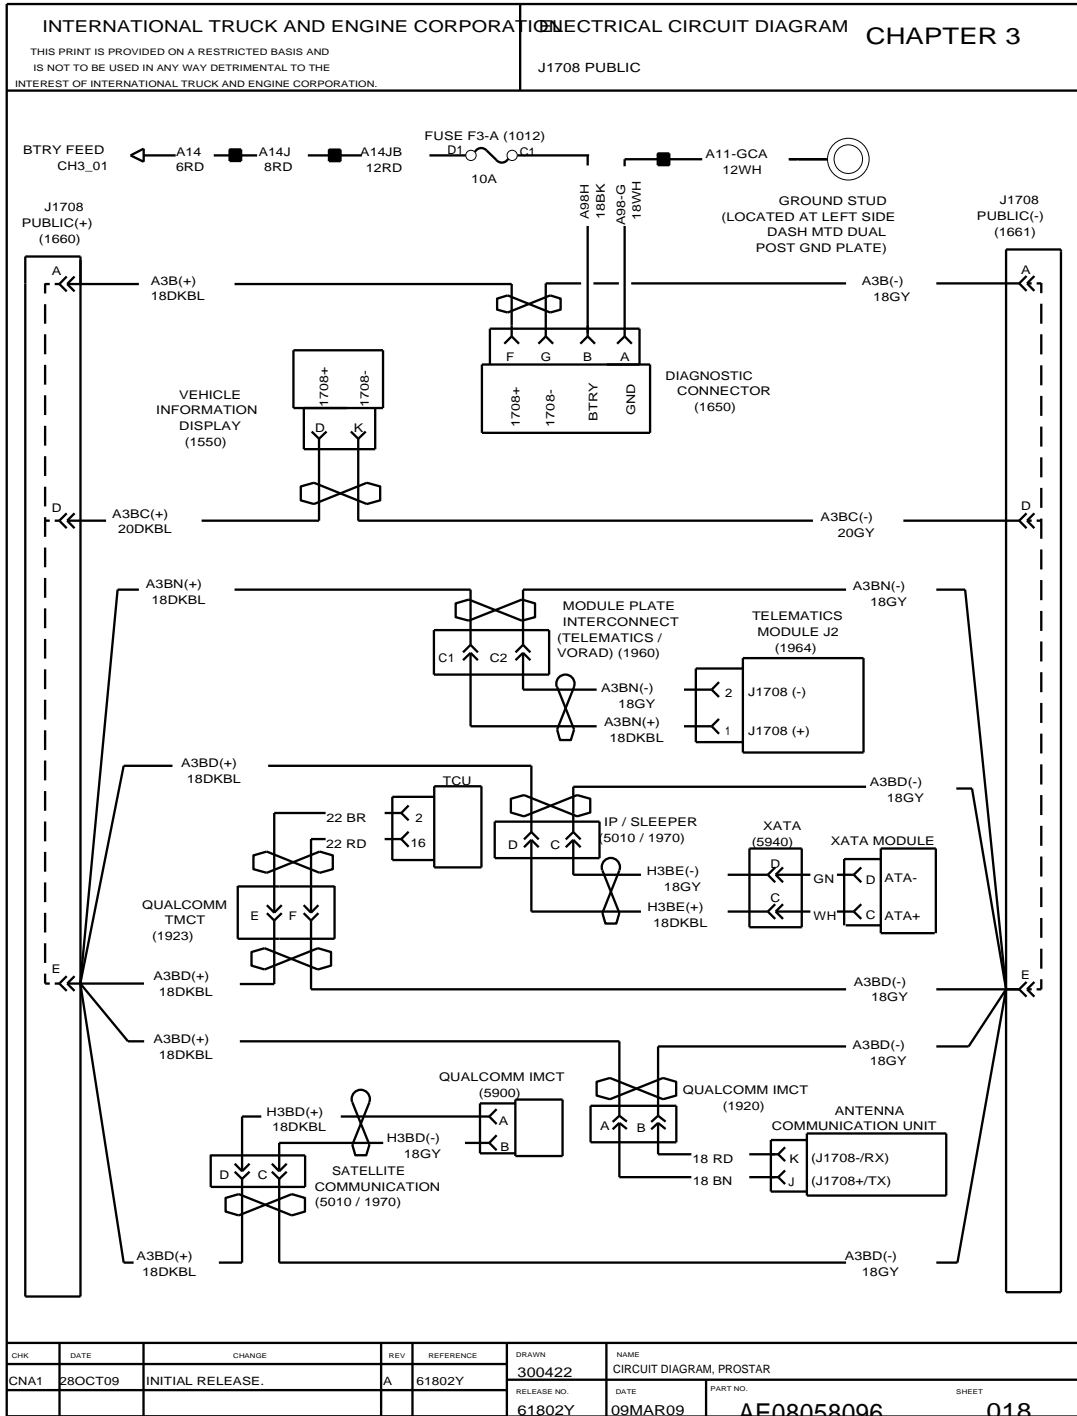 INTERNATIONAL TRUCK AND ENGINE CORPORATION
ELECTRICAL CIRCUIT DIAGRAM
CHAPTER 3
THIS PRINT IS PROVIDED ON A RESTRICTED BASIS AND
IS NOT TO BE USED IN ANY WAY DETRIMENTAL TO THE
INTEREST OF INTERNATIONAL TRUCK AND ENGINE CORPORATION.
J1708 PUBLIC
BTRY FEED
CH3_01
A14
6RD
A14J
8RD
A14JB
12RD
FUSE F3-A (1012)
D1
C1
10A
A98H
18BK
A98-G
18WH
A11-GCA
12WH
GROUND STUD
(LOCATED AT LEFT SIDE
DASH MTD DUAL
POST GND PLATE)
J1708
PUBLIC(+)
(1660)
J1708
PUBLIC(-)
(1661)
A
A3B(+)
18DKBL
A3B(-)
18GY
A
F G B A
1708+
1708-
BTRY
GND
DIAGNOSTIC
CONNECTOR
(1650)
VEHICLE
INFORMATION
DISPLAY
(1550)
1708+
1708-
D K
D
A3BC(+)
20DKBL
A3BC(-)
20GY
D
A3BN(+)
18DKBL
A3BN(-)
18GY
MODULE PLATE
INTERCONNECT
(TELEMATICS /
VORAD) (1960)
C1 C2
TELEMATICS
MODULE J2
(1964)
A3BN(-)
18GY
2 J1708 (-)
A3BN(+)
18DKBL
1 J1708 (+)
A3BD(+)
18DKBL
A3BD(-)
18GY
TCU
22 BR
2
22 RD
16
IP / SLEEPER
(5010 / 1970)
D C
XATA
(5940)
XATA MODULE
H3BE(-)
18GY
D
GN
D ATA-
H3BE(+)
18DKBL
C
WH
C ATA+
QUALCOMM
TMCT
(1923)
E F
E
A3BD(+)
18DKBL
A3BD(-)
18GY
E
A3BD(+)
18DKBL
A3BD(-)
18GY
QUALCOMM IMCT
(5900)
H3BD(+)
18DKBL
A
H3BD(-)
18GY
B
QUALCOMM IMCT
(1920)
A B
ANTENNA
COMMUNICATION UNIT
18 RD
K (J1708-/RX)
18 BN
J (J1708+/TX)
D C
SATELLITE
COMMUNICATION
(5010 / 1970)
A3BD(+)
18DKBL
A3BD(-)
18GY
CHK DATE CHANGE REV REFERENCE
CNA1 28OCT09 INITIAL RELEASE. A 61802Y
DRAWN
300422
NAME
CIRCUIT DIAGRAM, PROSTAR
RELEASE NO.
61802Y
DATE
09MAR09
PART NO.
AE08058096
SHEET
018